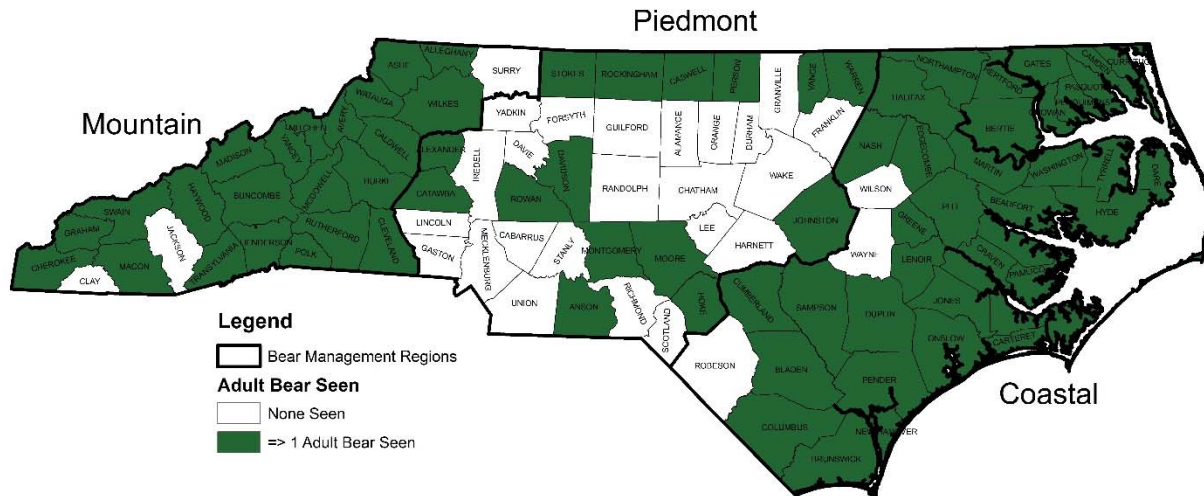 Piedmont
Mountain
Coastal
ALLEGHANY
ASHE
SURRY
STOKES
ROCKINGHAM
CASWELL
PERSON
GRANVILLE
VANCE
WARREN
NORTHAMPTON
HERTFORD
GATES
CAMDEN
WATAUGA
WILKES
YADKIN
FORSYTH
GUILFORD
ALAMANCE
ORANGE
DURHAM
FRANKLIN
HALIFAX
BERTIE
AVERY
MITCHELL
YANCEY
MADISON
CALDWELL
ALEXANDER
IREDELL
DAVIE
DAVIDSON
RANDOLPH
CHATHAM
WAKE
NASH
EDGECOMBE
MARTIN
WASHINGTON
TYRRELL
DARE
HAYWOOD
BUNCOMBE
MCDOWELL
BURKE
CATAWBA
ROWAN
WILSON
PITT
BEAUFORT
HYDE
SWAIN
GRAHAM
JACKSON
RUTHERFORD
CLEVELAND
LINCOLN
CABARRUS
STANLY
MONTGOMERY
MOORE
LEE
HARNETT
JOHNSTON
WAYNE
GREENE
LENOIR
CRAVEN
PAMLICO
CHEROKEE
MACON
CLAY
TRANSYLVANIA
HENDERSON
POLK
GASTON
MECKLENBURG
UNION
ANSON
RICHMOND
SCOTLAND
HOKE
CUMBERLAND
SAMPSON
DUPLIN
JONES
ONSLOW
CARTERET
ROBESON
BLADEN
PENDER
COLUMBUS
NEW HANOVER
BRUNSWICK
Legend
Bear Management Regions
Adult Bear Seen
None Seen
=> 1 Adult Bear Seen